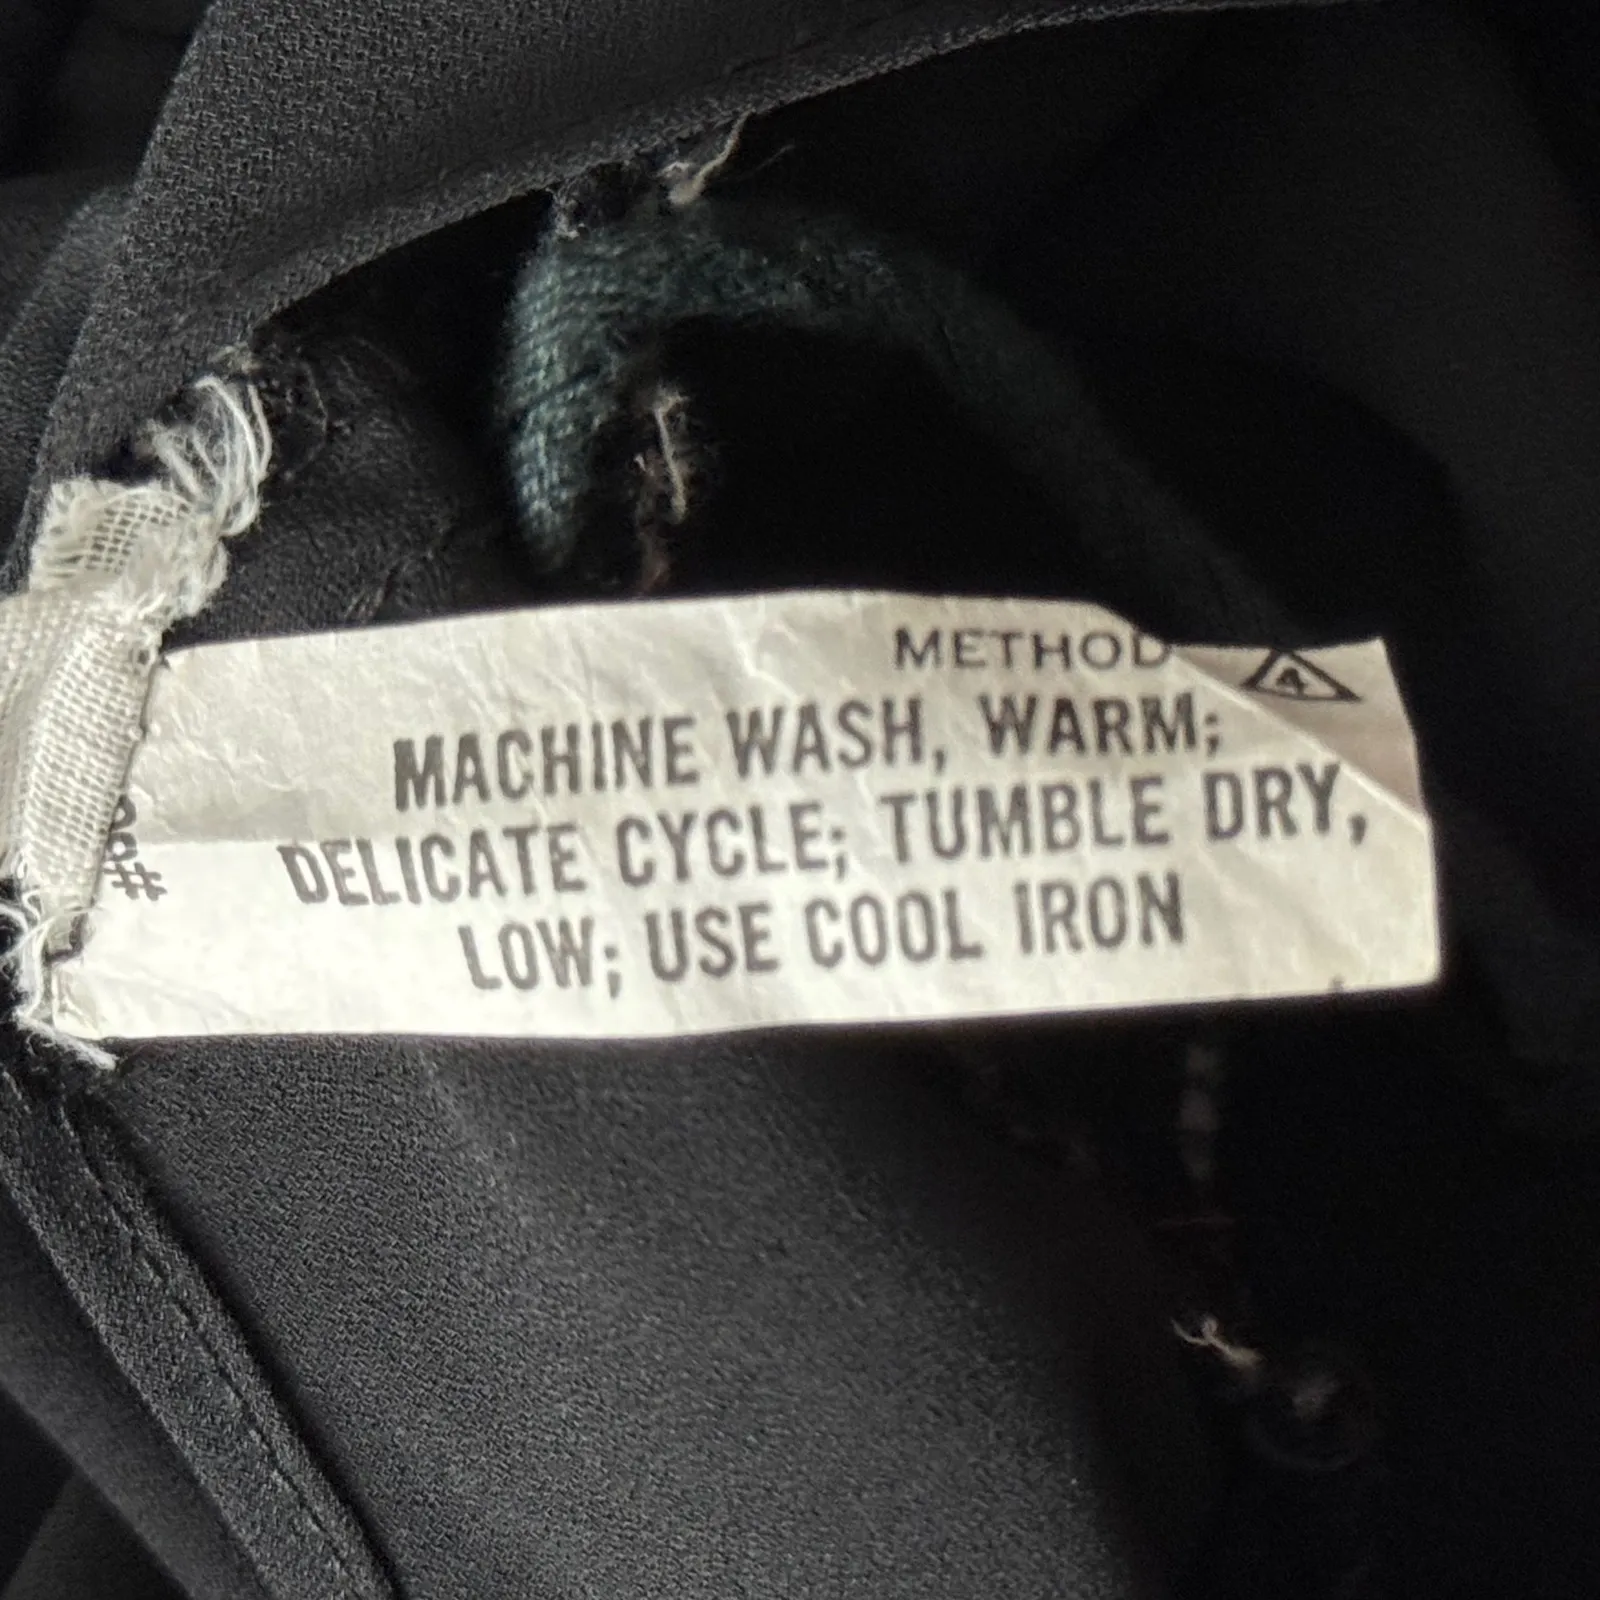 METHOD 4
MACHINE WASH, WARM;
DELICATE CYCLE; TUMBLE DRY,
LOW; USE COOL IRON
#